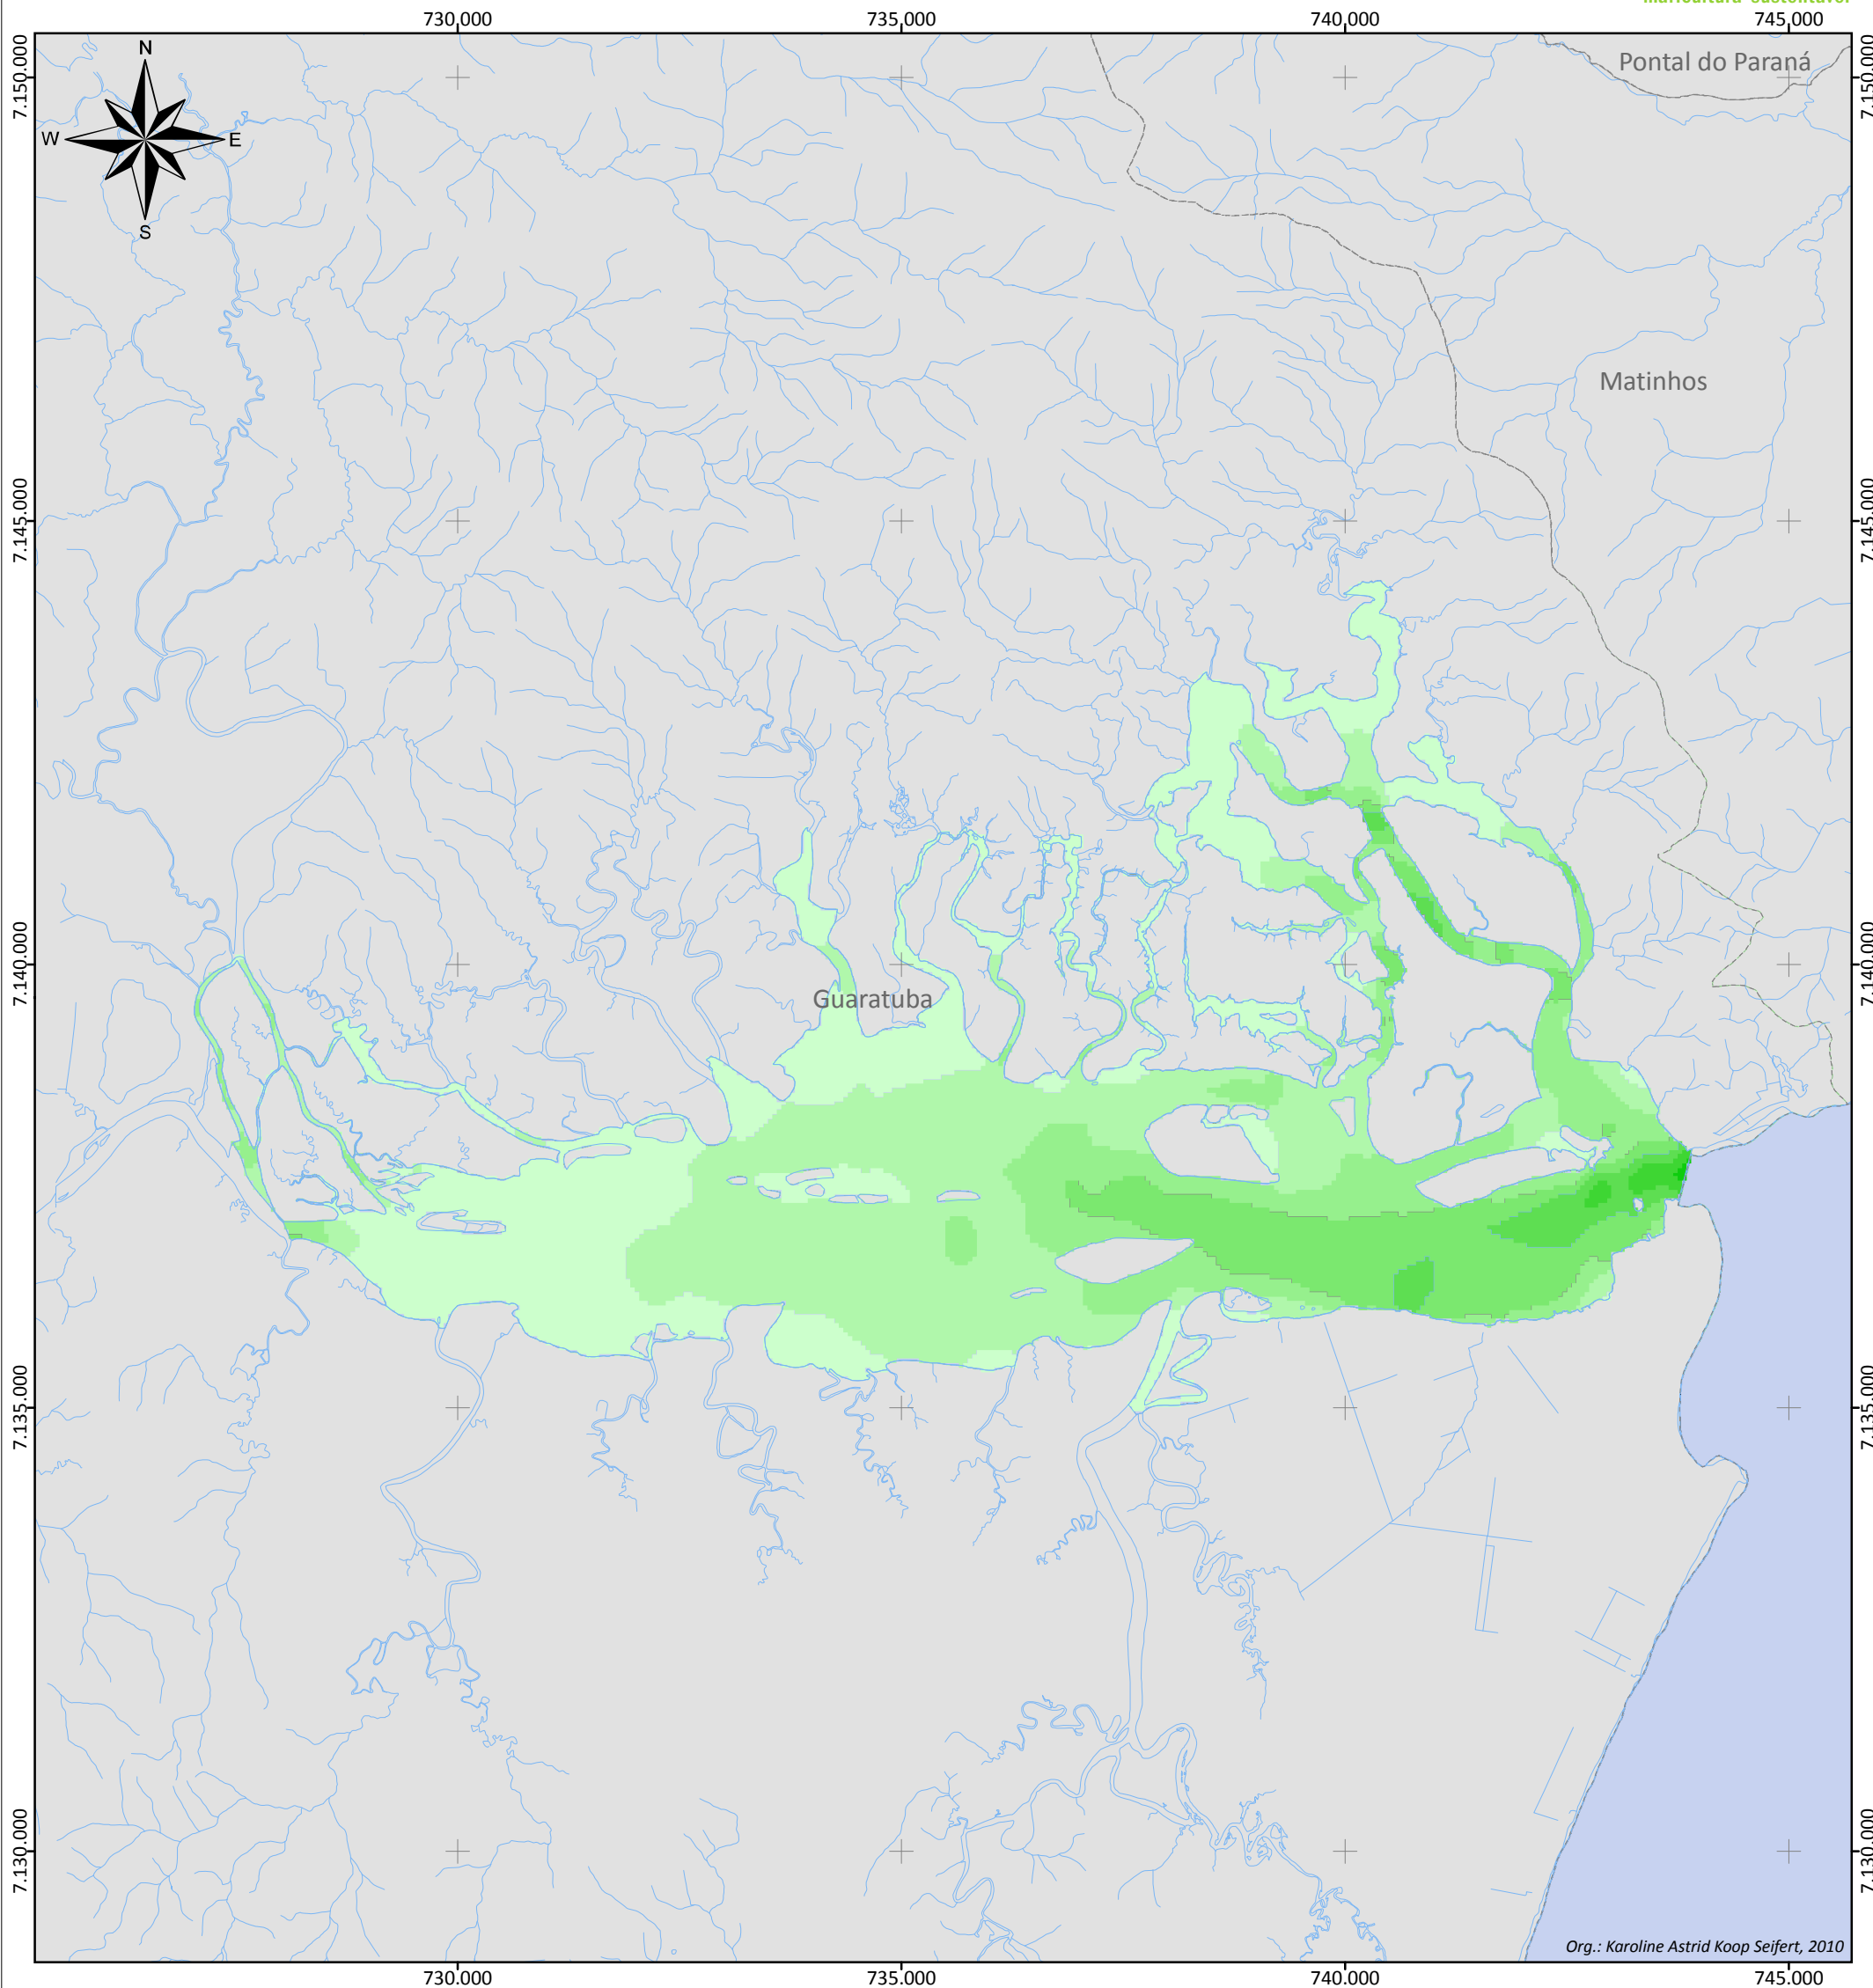 maricultura sustentável
730.000 735.000 740.000 745.000
N
W E
S
Pontal do Paraná
7.150.000 7.150.000
Matinhos
7.145.000 7.145.000
7.140.000 7.140.000
Guaratuba
7.135.000 7.135.000
7.130.000 7.130.000
Org.: Karoline Astrid Koop Seifert, 2010
730.000 735.000 740.000 745.000